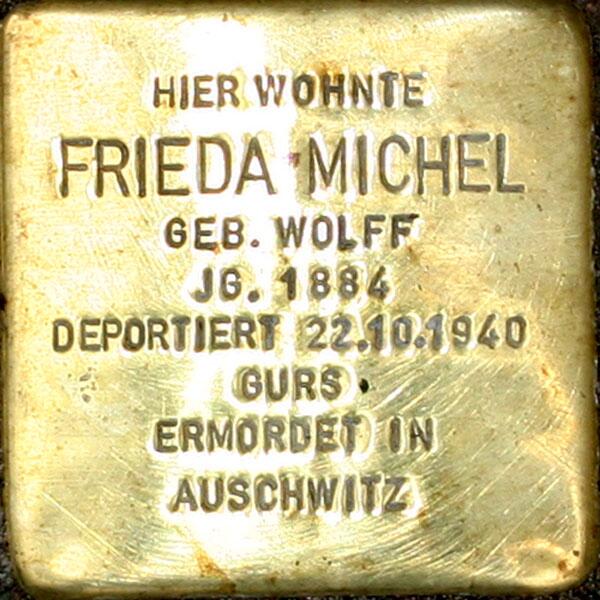 HIER WOHNTE
FRIEDA MICHEL
GEB. WOLFF
JG. 1884
DEPORTIERT 22.10.1940
GURS
ERMORDET IN
AUSCHWITZ